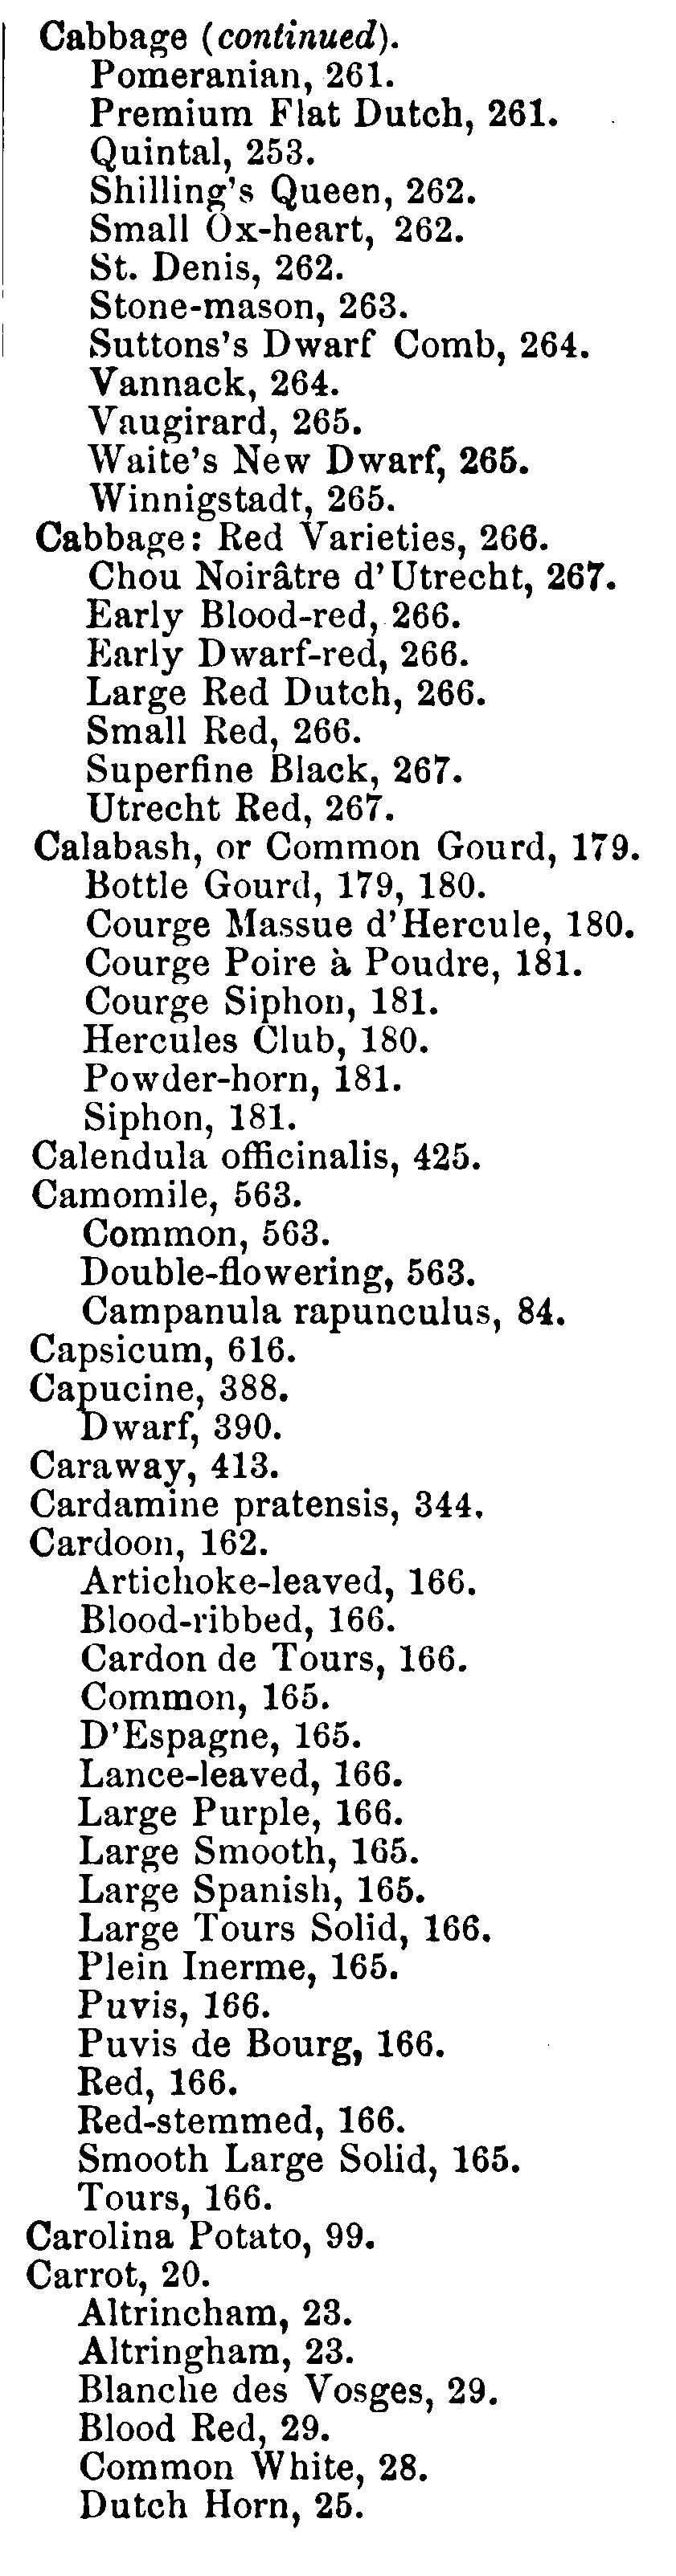 Cabbage (continued).
Pomeranian, 261.
Premium Flat Dutch, 261.
Quintal, 253.
Shilling's Queen, 262.
Small Ox-heart, 262.
St. Denis, 262.
Stone-mason, 263.
Suttons's Dwarf Comb, 264.
Vannack, 264.
Vaugirard, 265.
Waite's New Dwarf, 265.
Winnigstadt, 265.
Cabbage: Red Varieties, 266.
Chou Noirâtre d'Utrecht, 267.
Early Blood-red, 266.
Early Dwarf-red, 266.
Large Red Dutch, 266.
Small Red, 266.
Superfine Black, 267.
Utrecht Red, 267.
Calabash, or Common Gourd, 179.
Bottle Gourd, 179, 180.
Courge Massue d'Hercule, 180.
Courge Poire à Poudre, 181.
Courge Siphon, 181.
Hercules Club, 180.
Powder-horn, 181.
Siphon, 181.
Calendula officinalis, 425.
Camomile, 563.
Common, 563.
Double-flowering, 563.
Campanula rapunculus, 84.
Capsicum, 616.
Capucine, 388.
Dwarf, 390.
Caraway, 413.
Cardamine pratensis, 344.
Cardoon, 162.
Artichoke-leaved, 166.
Blood-ribbed, 166.
Cardon de Tours, 166.
Common, 165.
D'Espagne, 165.
Lance-leaved, 166.
Large Purple, 166.
Large Smooth, 165.
Large Spanish, 165.
Large Tours Solid, 166.
Plein Inerme, 165.
Puvis, 166.
Puvis de Bourg, 166.
Red, 166.
Red-stemmed, 166.
Smooth Large Solid, 165.
Tours, 166.
Carolina Potato, 99.
Carrot, 20.
Altrincham, 23.
Altringham, 23.
Blanche des Vosges, 29.
Blood Red, 29.
Common White, 28.
Dutch Horn, 25.